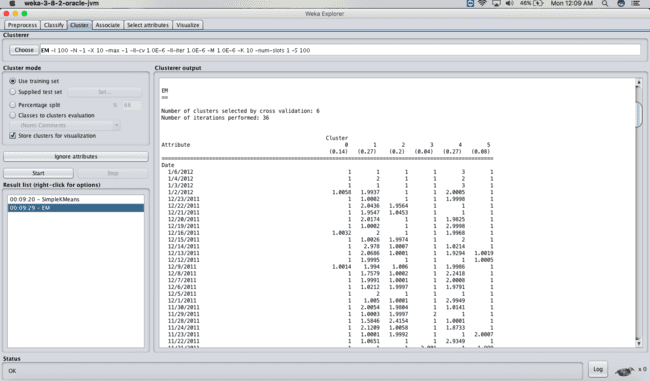 weka-3-8-2-oracle-jvm 46% Mon 12:09 AM
Weka Explorer
Preprocess Classify Cluster Associate Select attributes Visualize
Clusterer
Choose EM -I 100 -N -1 -X 10 -max -1 -ll-cv 1.0E-6 -ll-iter 1.0E-6 -M 1.0E-6 -K 10 -num-slots 1 -S 100
Cluster mode
Use training set
Supplied test set Set...
Percentage split % 66
Classes to clusters evaluation
(Nom) Comments
Store clusters for visualization
Ignore attributes
Start Stop
Result list (right-click for options)
00:09:20 - SimpleKMeans
00:09:29 - EM
Clusterer output
EM
==
Number of clusters selected by cross validation: 6
Number of iterations performed: 36
Cluster
Attribute 0 1 2 3 4 5
(0.14) (0.27) (0.2) (0.04) (0.27) (0.08)
Date
1/6/2012 1 1 1 1 3 1
1/4/2012 1 2 1 1 2 1
1/3/2012 1 1 1 1 3 1
1/2/2012 1.0058 1.9937 1 1 2.0005 1
12/23/2011 1 1.0002 1 1 1.9998 1
12/22/2011 1 2.0436 1.9564 1 1 1
12/21/2011 1 1.9547 1.0453 1 1 1
12/20/2011 1 2.0174 1 1 1.9825 1
12/19/2011 1 1.0002 1 1 2.9998 1
12/16/2011 1.0032 2 1 1 1.9968 1
12/15/2011 1 1.0026 1.9974 1 2 1
12/14/2011 1 2.978 1.0007 1 1.0214 1
12/13/2011 1 2.0686 1.0001 1 1.9294 1.0019
12/12/2011 1 1.9995 1 1 1 1.0005
12/9/2011 1.0014 1.994 1.006 1 1.9986 1
12/8/2011 1 1.7579 1.0002 1 2.2418 1
12/7/2011 1 1.9991 1.0001 1 2.0008 1
12/6/2011 1 1.0212 1.9997 1 1.9791 1
12/5/2011 1 2 1 1 1 1
12/1/2011 1 1.005 1.0001 1 2.9949 1
11/30/2011 1 2.0054 1.9804 1 1.0141 1
11/29/2011 1 1.0003 1.9997 2 1 1
11/28/2011 1 1.5846 2.4154 1 1.0001 1
11/24/2011 1 2.1209 1.0058 1 1.8733 1
11/23/2011 1 1.0001 1.9992 1 1 2.0007
11/22/2011 1 1.0651 1 1 2.9349 1
Status
OK
Log x 0